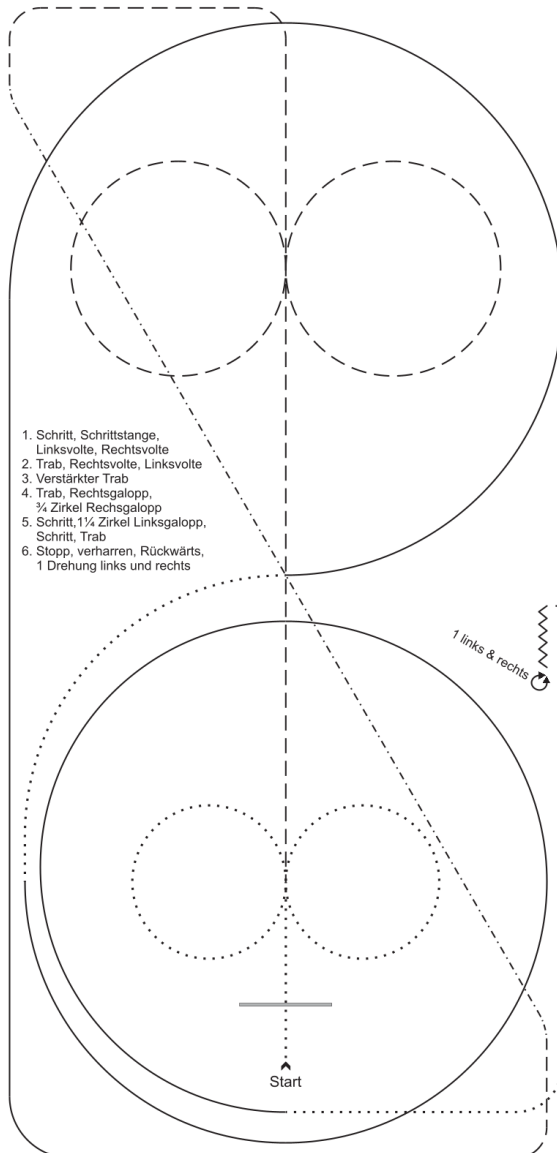 1. Schritt, Schrittstange,
Linksvolte, Rechtsvolte
2. Trab, Rechtsvolte, Linksvolte
3. Verstärkter Trab
4. Trab, Rechtsgalopp,
¾ Zirkel Rechsgalopp
5. Schritt,1¼ Zirkel Linksgalopp,
Schritt, Trab
6. Stopp, verharren, Rückwärts,
1 Drehung links und rechts
1 links & rechts
Start